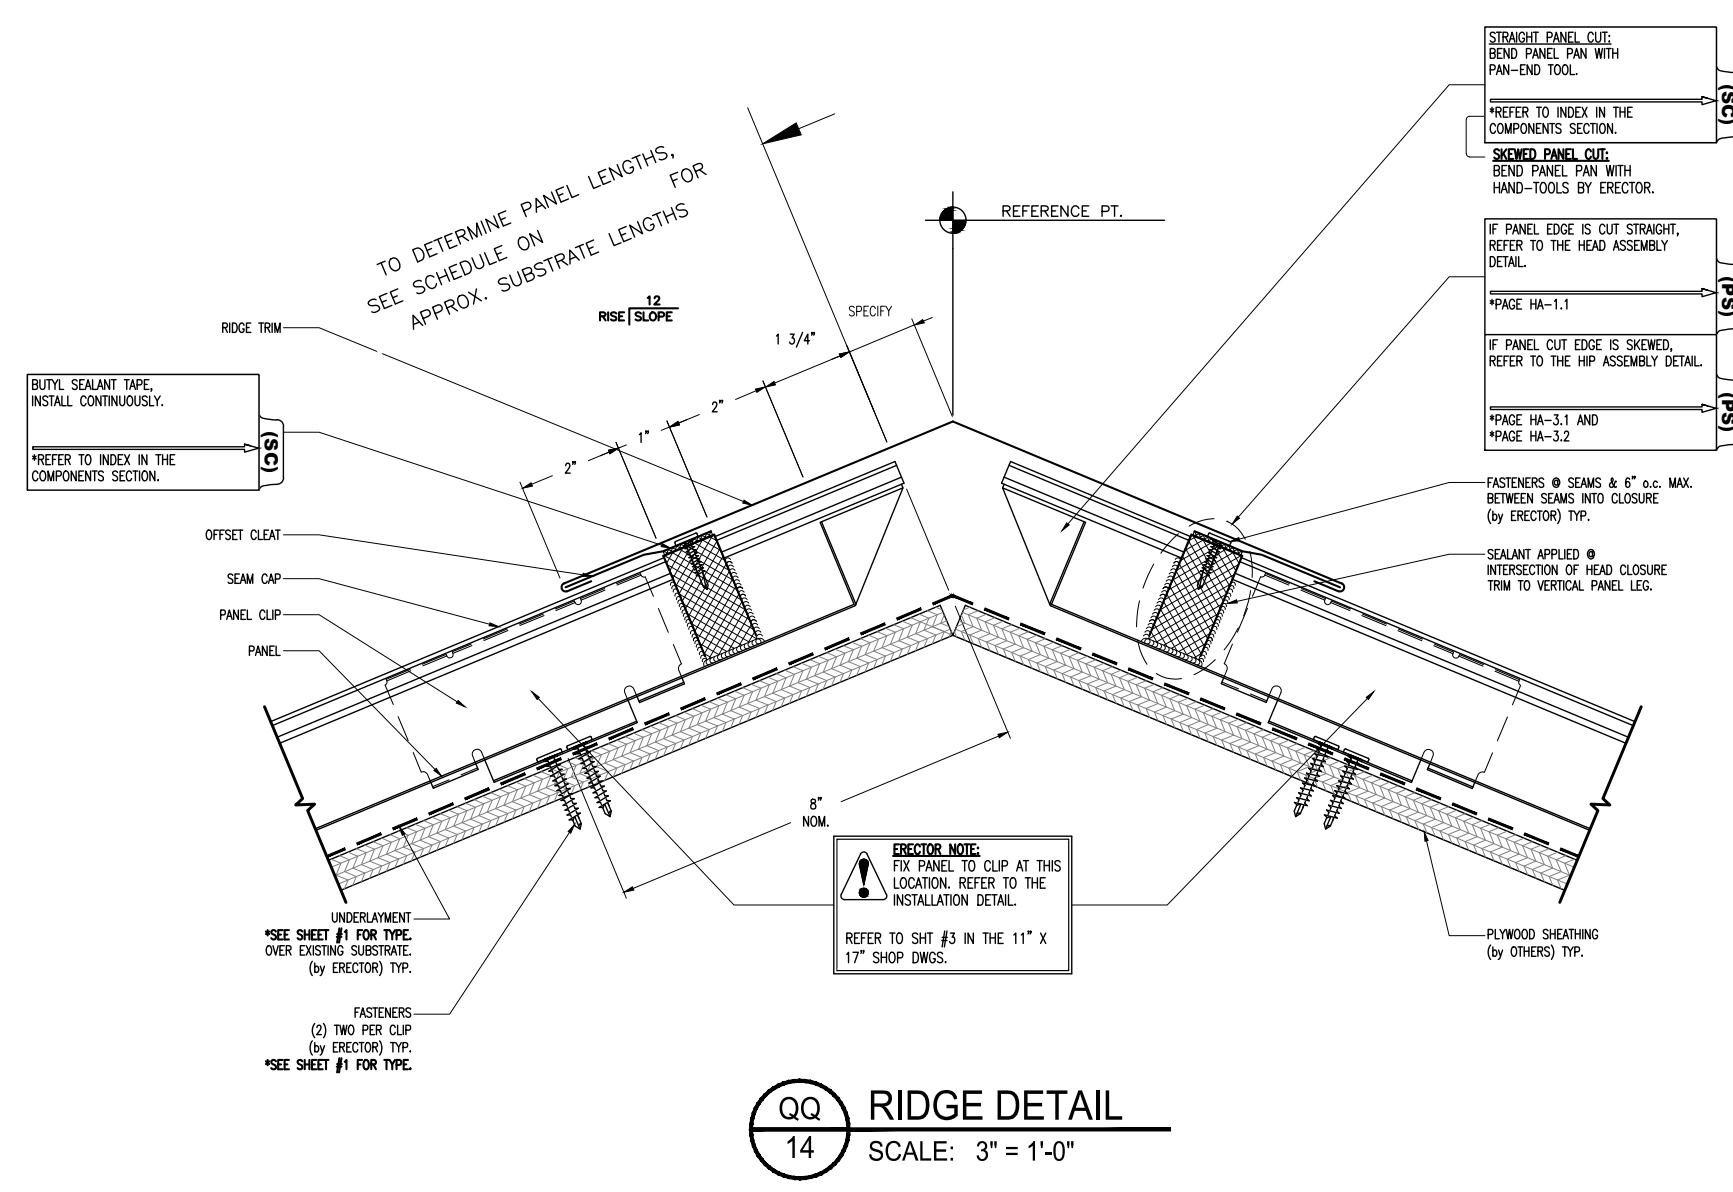 STRAIGHT PANEL CUT:
BEND PANEL PAN WITH
PAN-END TOOL.
*REFER TO INDEX IN THE
COMPONENTS SECTION.
(SC)
SKEWED PANEL CUT:
BEND PANEL PAN WITH
HAND-TOOLS BY ERECTOR.
TO DETERMINE PANEL LENGTHS,
SEE SCHEDULE ON FOR
APPROX. SUBSTRATE LENGTHS
REFERENCE PT.
IF PANEL EDGE IS CUT STRAIGHT,
REFER TO THE HEAD ASSEMBLY
DETAIL.
*PAGE HA-1.1
(PS)
IF PANEL CUT EDGE IS SKEWED,
REFER TO THE HIP ASSEMBLY DETAIL.
*PAGE HA-3.1 AND
*PAGE HA-3.2
(PS)
12
RISE SLOPE
SPECIFY
1 3/4"
2"
1"
2"
RIDGE TRIM
BUTYL SEALANT TAPE,
INSTALL CONTINUOUSLY.
*REFER TO INDEX IN THE
COMPONENTS SECTION.
(SC)
OFFSET CLEAT
SEAM CAP
PANEL CLIP
PANEL
FASTENERS @ SEAMS & 6" o.c. MAX.
BETWEEN SEAMS INTO CLOSURE
(by ERECTOR) TYP.
SEALANT APPLIED @
INTERSECTION OF HEAD CLOSURE
TRIM TO VERTICAL PANEL LEG.
8"
NOM.
ERECTOR NOTE:
FIX PANEL TO CLIP AT THIS
LOCATION. REFER TO THE
INSTALLATION DETAIL.
REFER TO SHT #3 IN THE 11" X
17" SHOP DWGS.
UNDERLAYMENT
*SEE SHEET #1 FOR TYPE.
OVER EXISTING SUBSTRATE.
(by ERECTOR) TYP.
FASTENERS
(2) TWO PER CLIP
(by ERECTOR) TYP.
*SEE SHEET #1 FOR TYPE.
PLYWOOD SHEATHING
(by OTHERS) TYP.
QQ
14
RIDGE DETAIL
SCALE: 3" = 1'-0"